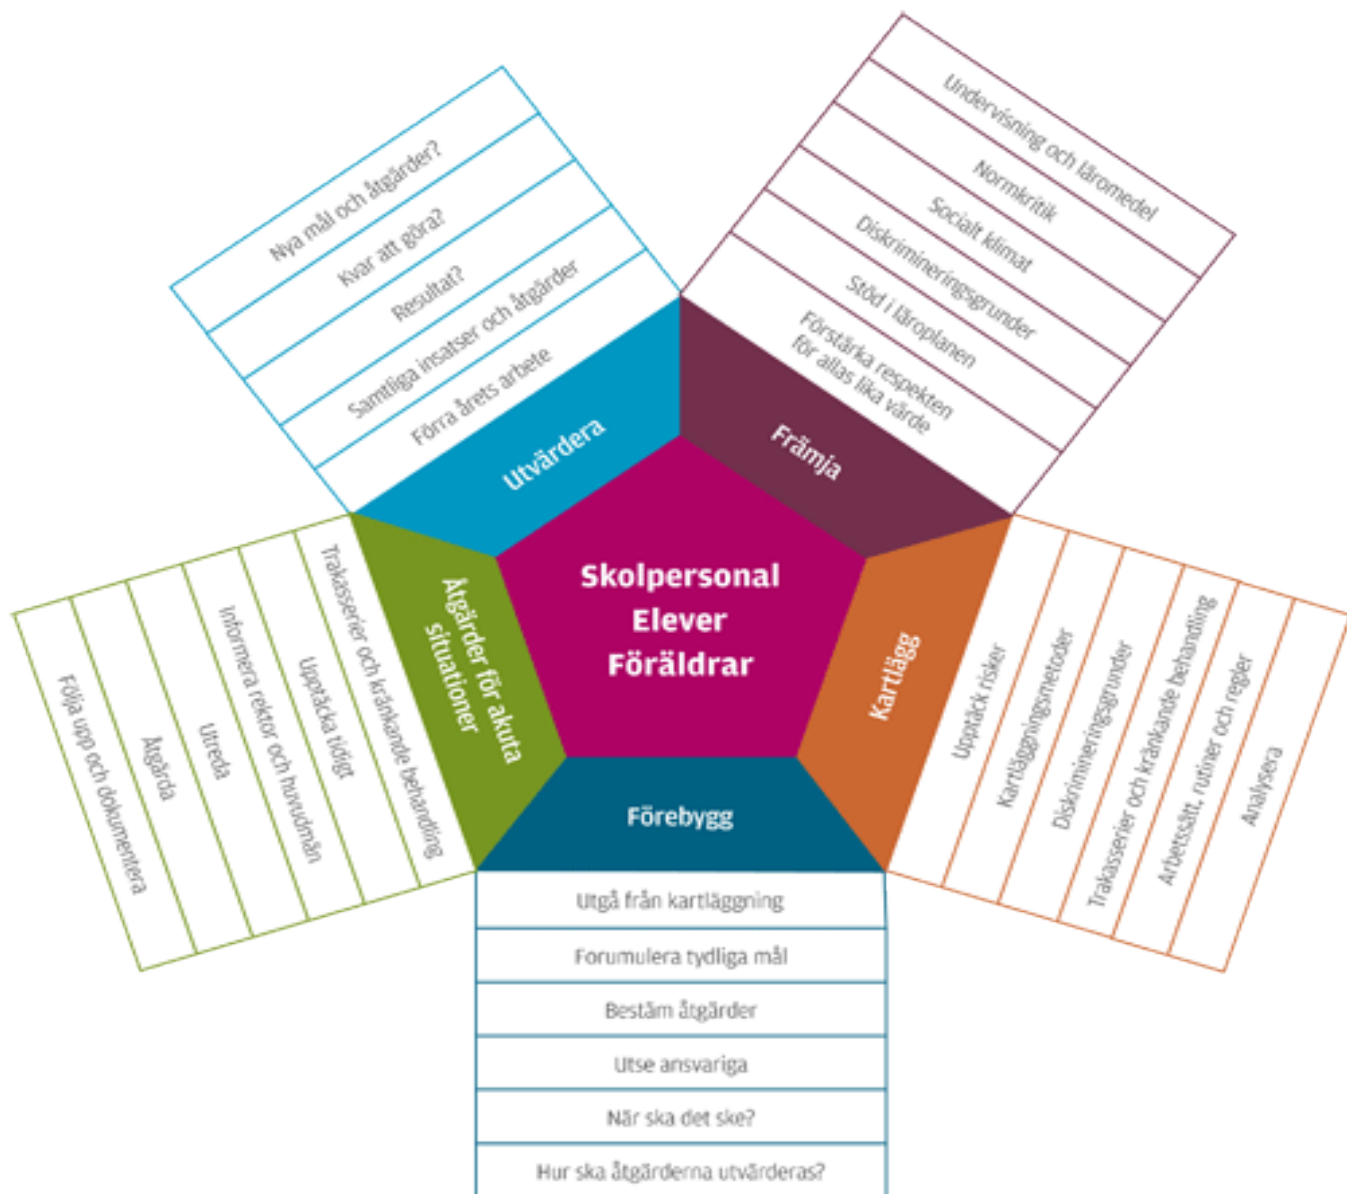 Skolpersonal
Elever
Föräldrar
Främja
Förstärka respekten
för allas lika värde
Stöd i läroplanen
Diskrimineringsgrunder
Socialt klimat
Normkritik
Undervisning och läromedel
Kartlägg
Upptäck risker
Kartläggningsmetoder
Diskrimineringsgrunder
Trakasserier och kränkande behandling
Arbetssätt, rutiner och regler
Analysera
Förebygg
Utgå från kartläggning
Forumulera tydliga mål
Bestäm åtgärder
Utse ansvariga
När ska det ske?
Hur ska åtgärderna utvärderas?
Åtgärder för akuta
situationer
Trakasserier och kränkande behandling
Upptäcka tidigt
Informera rektor och huvudmän
Utreda
Åtgärda
Följa upp och dokumentera
Utvärdera
Förra årets arbete
Samtliga insatser och åtgärder
Resultat?
Kvar att göra?
Nya mål och åtgärder?